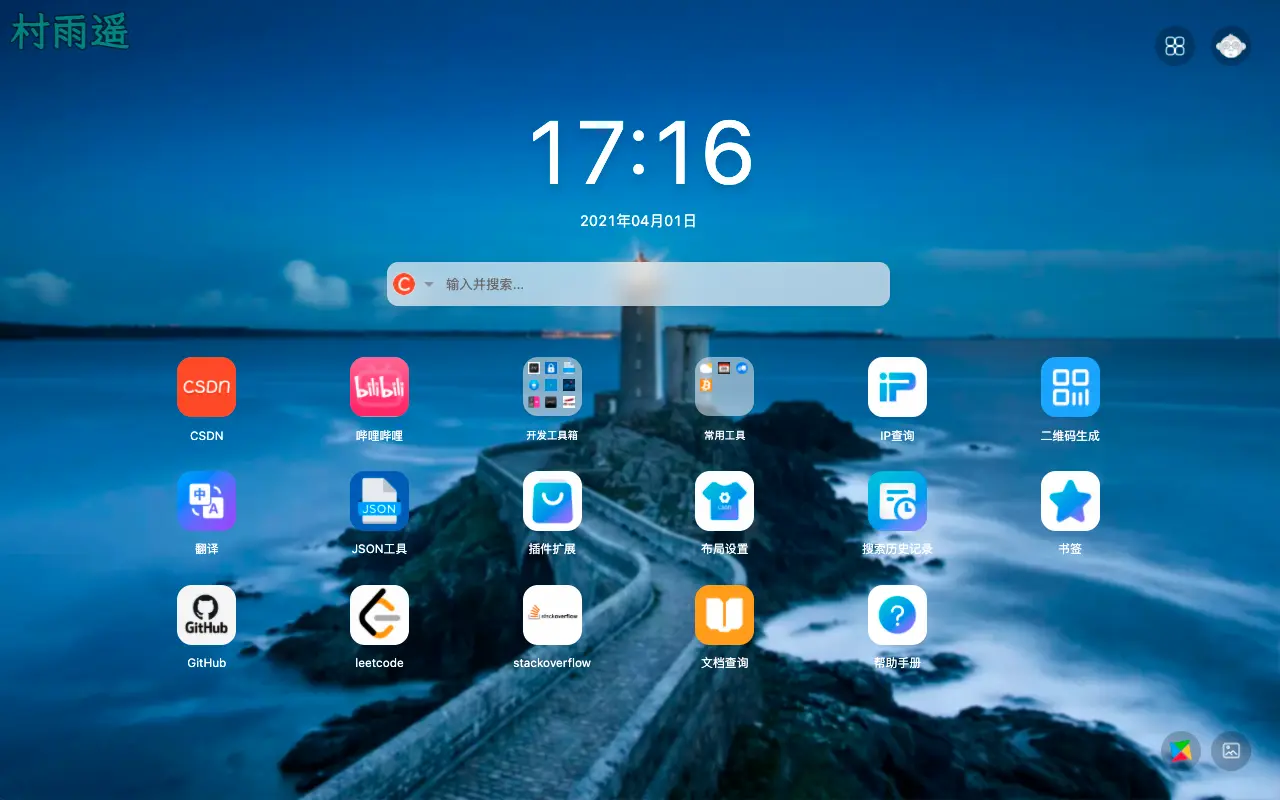 村雨遥
17:16
2021年04月01日
C
输入并搜索...
CSDN
bilibili
CSDN
哔哩哔哩
开发工具箱
常用工具
iP
IP查询
二维码生成
中
A
翻译
JSON
JSON工具
插件扩展
CSDN
布局设置
搜索历史记录
书签
GitHub
GitHub
leetcode
stackoverflow
stackoverflow
文档查询
?
帮助手册